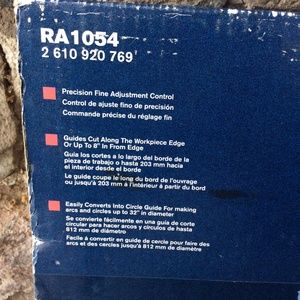 RA1054
2 610 920 769
Precision Fine Adjustment Control
Control de ajuste fino de precisión
Commande précise du réglage fin
Guides Cut Along The Workpiece Edge
Or Up To 8" In From Edge
Guía los cortes a lo largo del borde de la
pieza de trabajo o hasta 203 mm hacia
el interior desde el borde
Le guide coupe le long du bord de l'ouvrage
ou jusqu'à 203 mm à l'intérieur à partir du bord
Easily Converts Into Circle Guide For making
arcs and circles up to 32" in diameter
Se convierte fácilmente en una guía de corte
circular para hacer arcos y círculos de hasta
812 mm de diámetro
Facile à convertir en guide de cercle pour faire des
arcs et des cercles jusqu'à 812 mm de diamètre